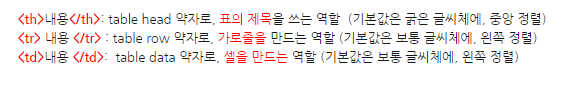 <th>내용</th>: table head 약자로, 표의 제목을 쓰는 역할  (기본값은 굵은 글씨체에, 중앙 정렬)
<tr> 내용 </tr> : table row 약자로, 가로줄을 만드는 역할 (기본값은 보통 글씨체에, 왼쪽 정렬)
<td>내용 </td>:  table data 약자로, 셀을 만드는 역할 (기본값은 보통 글씨체에, 왼쪽 정렬)